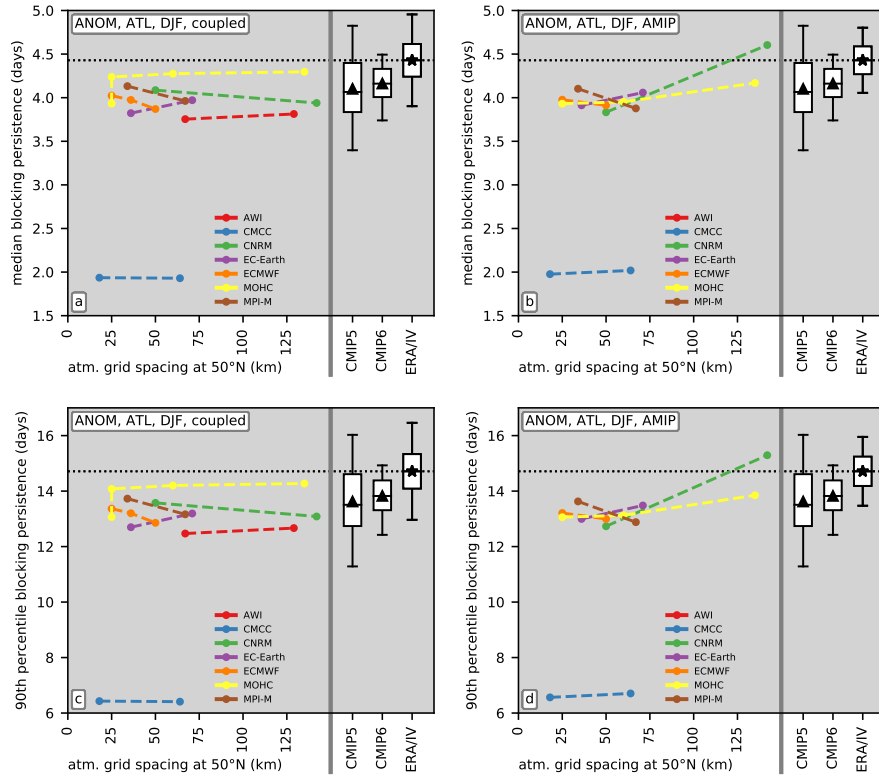 ANOM, ATL, DJF, coupled
median blocking persistence (days)
5.0
4.5
4.0
3.5
3.0
2.5
2.0
1.5
AWI
CMCC
CNRM
EC-Earth
ECMWF
MOHC
MPI-M
a
0
25
50
75
100
125
CMIP5
CMIP6
ERA/IV
atm. grid spacing at 50°N (km)
ANOM, ATL, DJF, AMIP
median blocking persistence (days)
5.0
4.5
4.0
3.5
3.0
2.5
2.0
1.5
AWI
CMCC
CNRM
EC-Earth
ECMWF
MOHC
MPI-M
b
0
25
50
75
100
125
CMIP5
CMIP6
ERA/IV
atm. grid spacing at 50°N (km)
ANOM, ATL, DJF, coupled
90th percentile blocking persistence (days)
16
14
12
10
8
6
AWI
CMCC
CNRM
EC-Earth
ECMWF
MOHC
MPI-M
c
0
25
50
75
100
125
CMIP5
CMIP6
ERA/IV
atm. grid spacing at 50°N (km)
ANOM, ATL, DJF, AMIP
90th percentile blocking persistence (days)
16
14
12
10
8
6
AWI
CMCC
CNRM
EC-Earth
ECMWF
MOHC
MPI-M
d
0
25
50
75
100
125
CMIP5
CMIP6
ERA/IV
atm. grid spacing at 50°N (km)